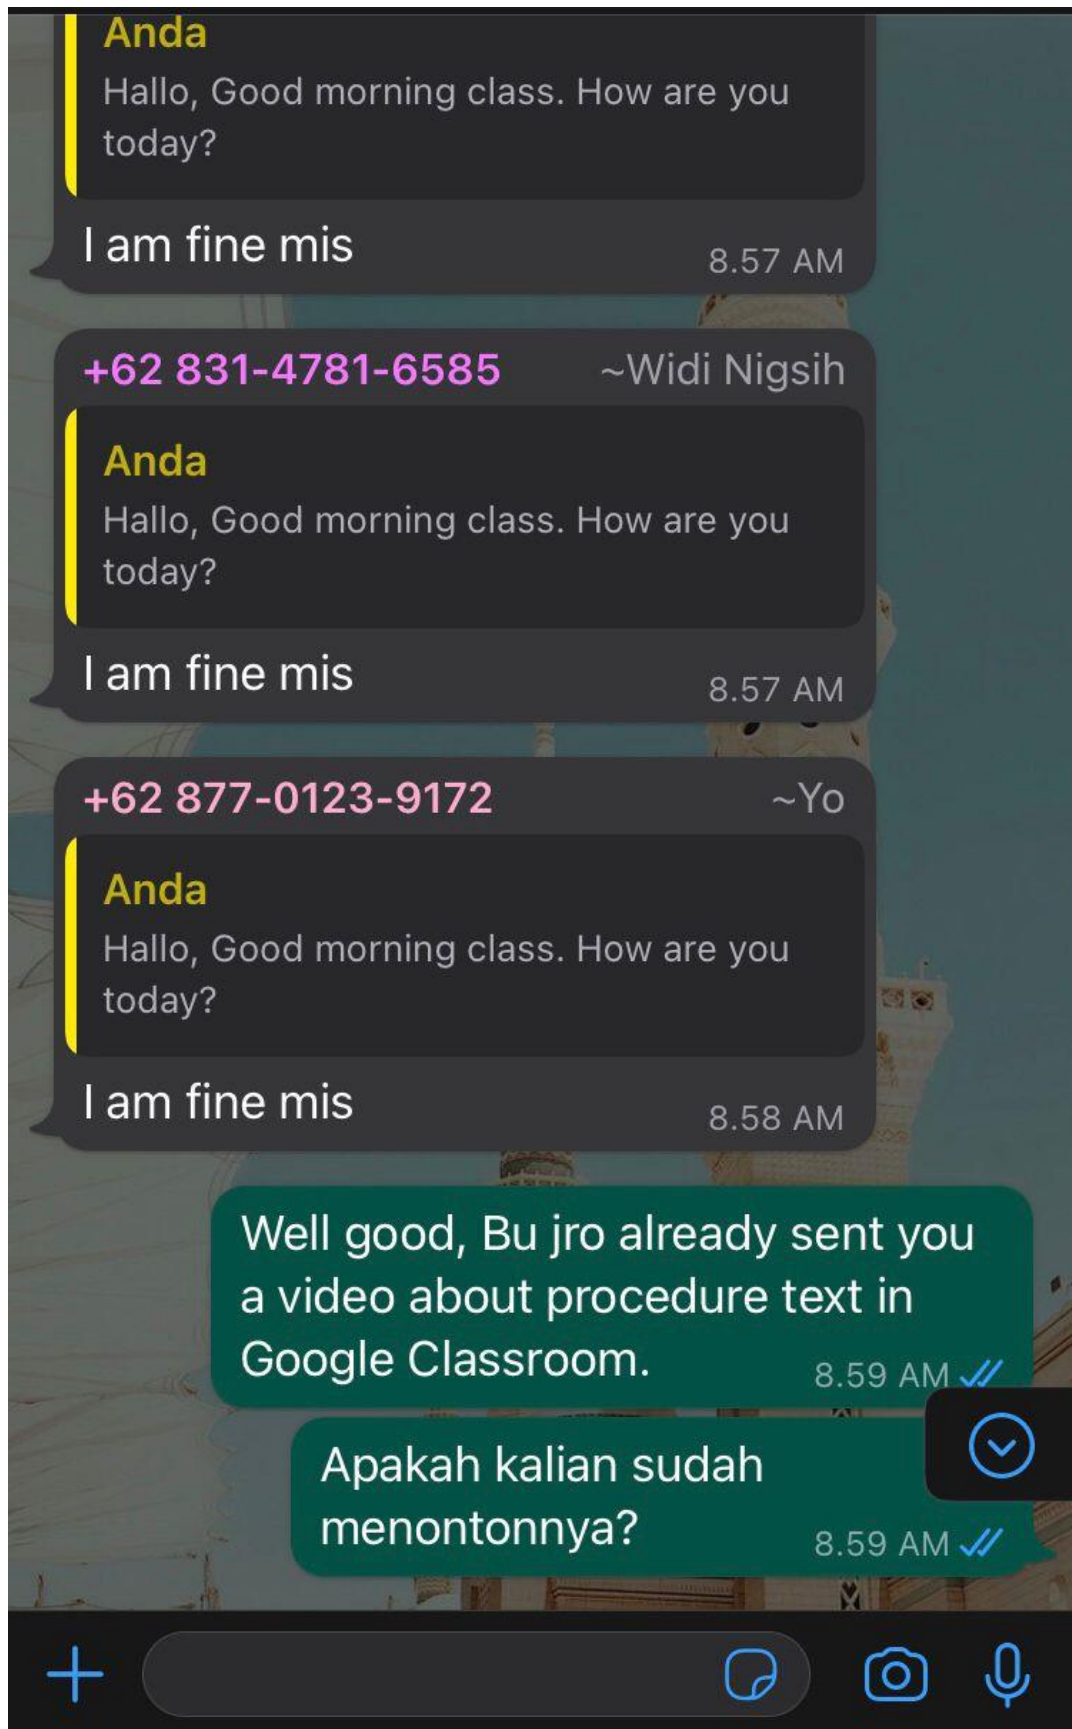 Anda
Hallo, Good morning class. How are you
today?
I am fine mis
8.57 AM
+62 831-4781-6585 ~Widi Nigsih
Anda
Hallo, Good morning class. How are you
today?
I am fine mis
8.57 AM
+62 877-0123-9172 ~Yo
Anda
Hallo, Good morning class. How are you
today?
I am fine mis
8.58 AM
Well good, Bu jro already sent you
a video about procedure text in
Google Classroom.
8.59 AM
Apakah kalian sudah
menontonnya?
8.59 AM